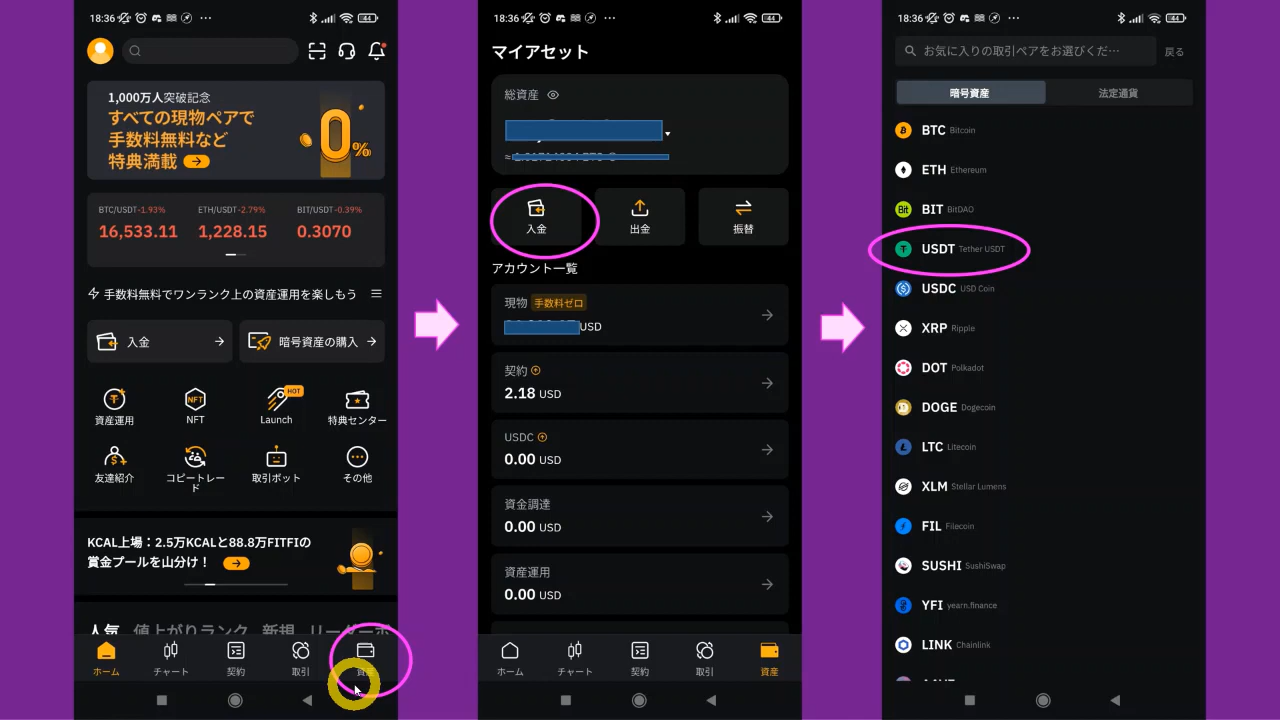 18:36
44
1,000万人突破記念
すべての現物ペアで
手数料無料など
特典満載
0%
BTC/USDT-1.93%
ETH/USDT-2.79%
BIT/USDT-0.39%
16,533.11
1,228.15
0.3070
手数料無料でワンランク上の資産運用を楽しもう
入金
暗号資産の購入
HOT
NFT
資産運用
NFT
Launch
特典センター
友達紹介
コピートレード
取引ボット
その他
KCAL上場：2.5万KCALと88.8万FITFIの
賞金プールを山分け！
人気 値上がりランク 新規 リーダーボ
ホーム
チャート
契約
取引
資産
18:36
44
マイアセット
総資産
入金
出金
振替
アカウント一覧
現物 手数料ゼロ
USD
契約
2.18 USD
USDC
0.00 USD
資金調達
0.00 USD
資産運用
0.00 USD
ホーム
チャート
契約
取引
資産
18:36
44
お気に入りの取引ペアをお選びくだ…
戻る
暗号資産
法定通貨
BTC Bitcoin
ETH Ethereum
Bit
BIT BitDAO
USDT Tether USDT
USDC USD Coin
XRP Ripple
DOT Polkadot
DOGE Dogecoin
LTC Litecoin
XLM Stellar Lumens
FIL Filecoin
SUSHI SushiSwap
YFI yearn.finance
LINK Chainlink